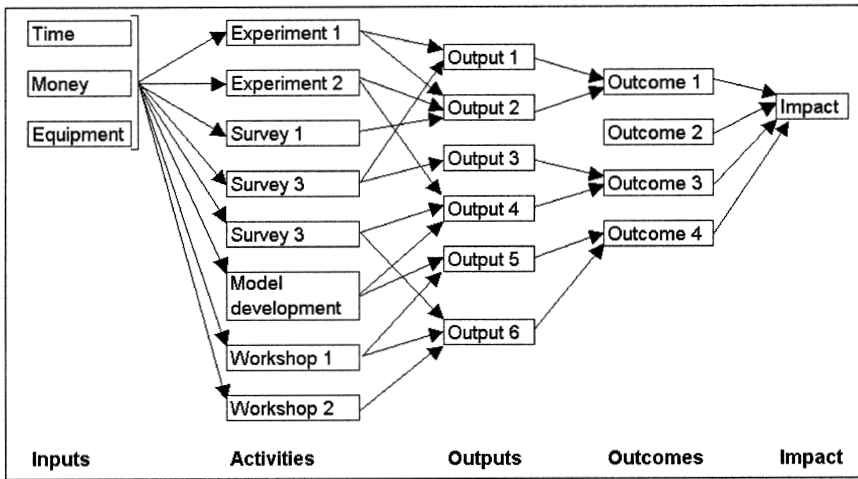 Time
Money
Equipment
Experiment 1
Experiment 2
Survey 1
Survey 3
Survey 3
Model
development
Workshop 1
Workshop 2
Output 1
Output 2
Output 3
Output 4
Output 5
Output 6
Outcome 1
Outcome 2
Outcome 3
Outcome 4
Impact
Inputs
Activities
Outputs
Outcomes
Impact